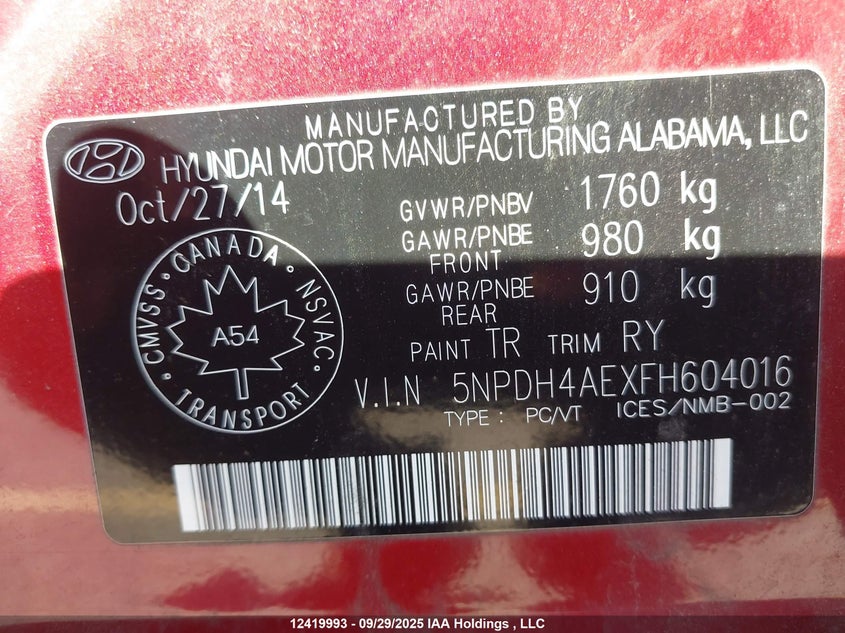 MANUFACTURED BY
HYUNDAI MOTOR MANUFACTURING ALABAMA, LLC
Oct/27/14
GVWR/PNBV 1760 kg
GAWR/PNBE FRONT 980 kg
GAWR/PNBE REAR 910 kg
CMVSS • CANADA • NSVAC • TRANSPORT •
A54
PAINT TR TRIM RY
V.I.N 5NPDH4AEXFH604016
TYPE : PC/VT ICES/NMB-002
12419993 - 09/29/2025 IAA Holdings , LLC